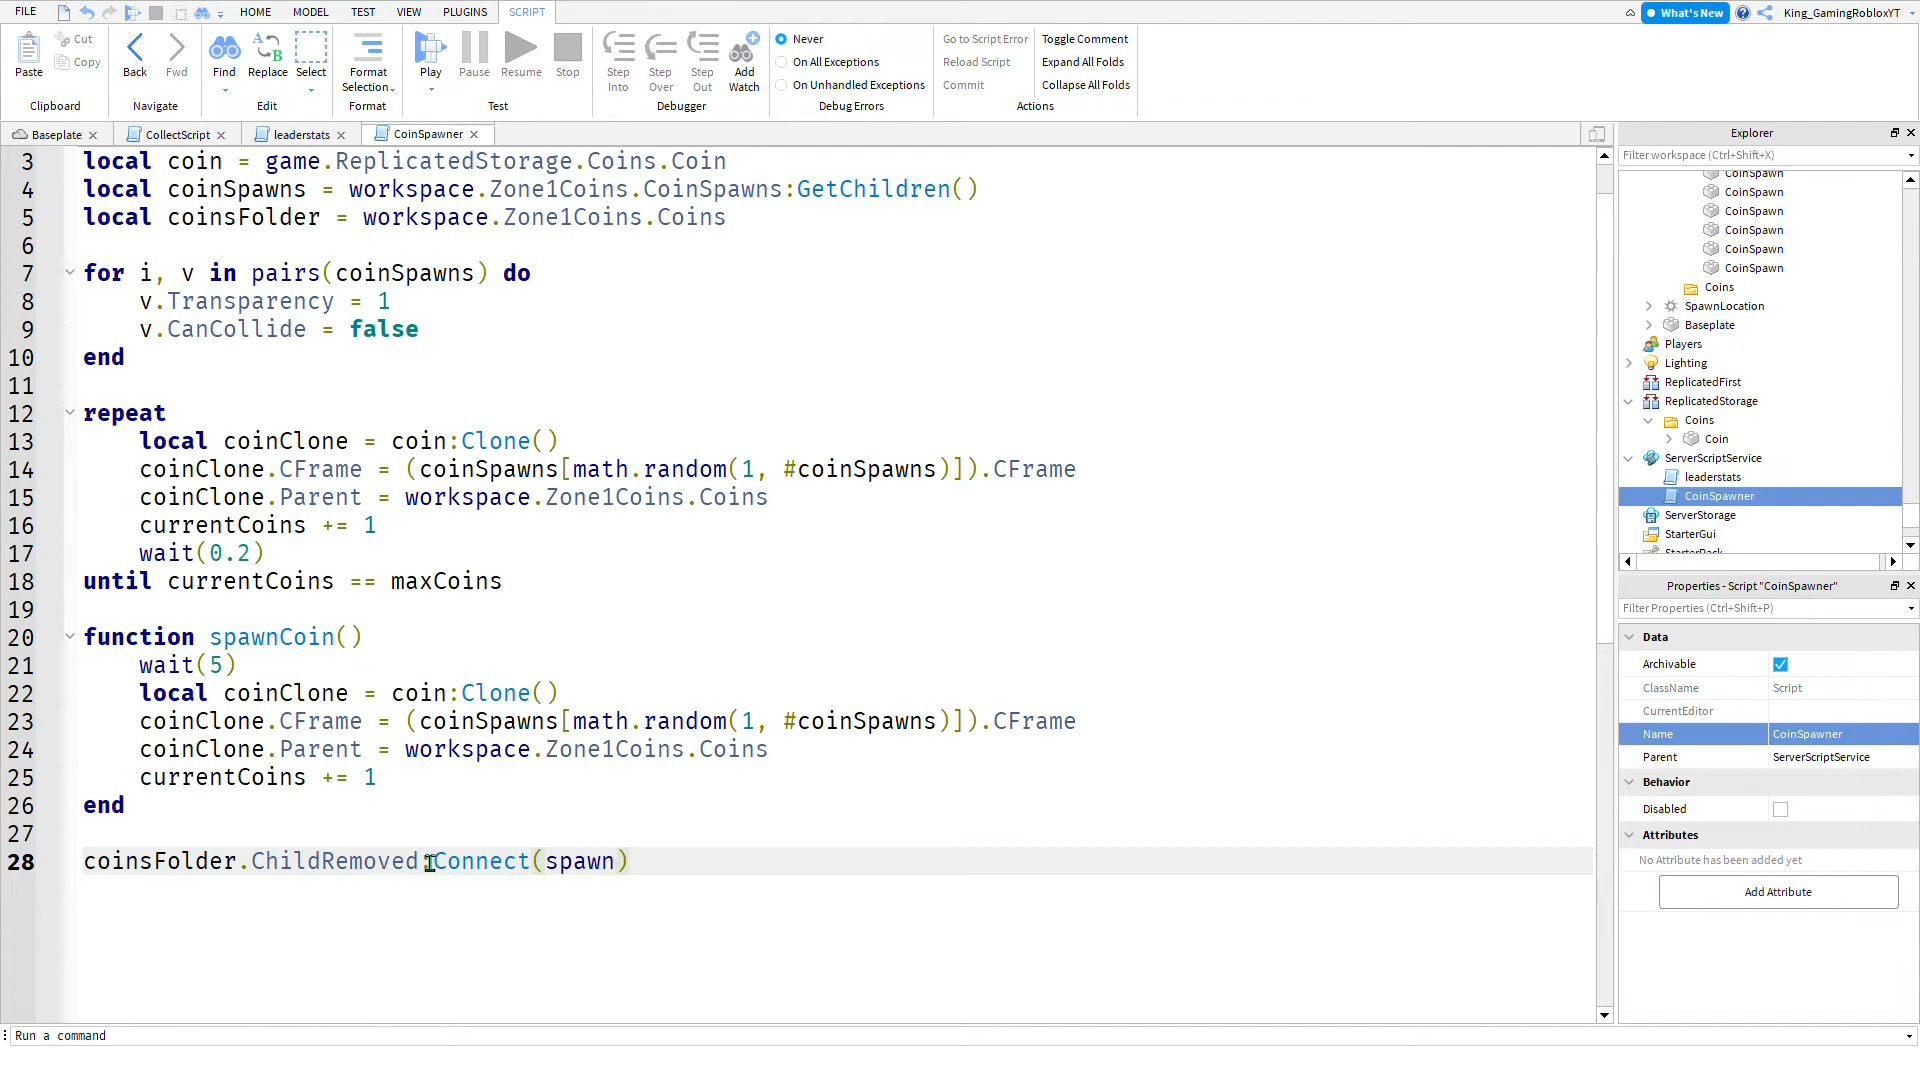 FILE HOME MODEL TEST VIEW PLUGINS SCRIPT What's New King_GamingRobloxYT
Paste Cut Copy Back Fwd Find Replace Select Format Selection Play Pause Resume Stop Step Into Step Over Step Out Add Watch
Never
On All Exceptions
On Unhandled Exceptions
Go to Script Error
Reload Script
Commit
Toggle Comment
Expand All Folds
Collapse All Folds
Clipboard Navigate Edit Format Test Debugger Debug Errors Actions
Baseplate CollectScript leaderstats CoinSpawner
3 local coin = game.ReplicatedStorage.Coins.Coin
4 local coinSpawns = workspace.Zone1Coins.CoinSpawns:GetChildren()
5 local coinsFolder = workspace.Zone1Coins.Coins
6
7 for i, v in pairs(coinSpawns) do
8 v.Transparency = 1
9 v.CanCollide = false
10 end
11
12 repeat
13 local coinClone = coin:Clone()
14 coinClone.CFrame = (coinSpawns[math.random(1, #coinSpawns)]).CFrame
15 coinClone.Parent = workspace.Zone1Coins.Coins
16 currentCoins += 1
17 wait(0.2)
18 until currentCoins == maxCoins
19
20 function spawnCoin()
21 wait(5)
22 local coinClone = coin:Clone()
23 coinClone.CFrame = (coinSpawns[math.random(1, #coinSpawns)]).CFrame
24 coinClone.Parent = workspace.Zone1Coins.Coins
25 currentCoins += 1
26 end
27
28 coinsFolder.ChildRemoved:Connect(spawn)
Run a command
Explorer
Filter workspace (Ctrl+Shift+X)
CoinSpawn
CoinSpawn
CoinSpawn
CoinSpawn
CoinSpawn
CoinSpawn
Coins
SpawnLocation
Baseplate
Players
Lighting
ReplicatedFirst
ReplicatedStorage
Coins
Coin
ServerScriptService
leaderstats
CoinSpawner
ServerStorage
StarterGui
StarterPack
Properties - Script "CoinSpawner"
Filter Properties (Ctrl+Shift+P)
Data
Archivable
ClassName Script
CurrentEditor
Name CoinSpawner
Parent ServerScriptService
Behavior
Disabled
Attributes
No Attribute has been added yet
Add Attribute